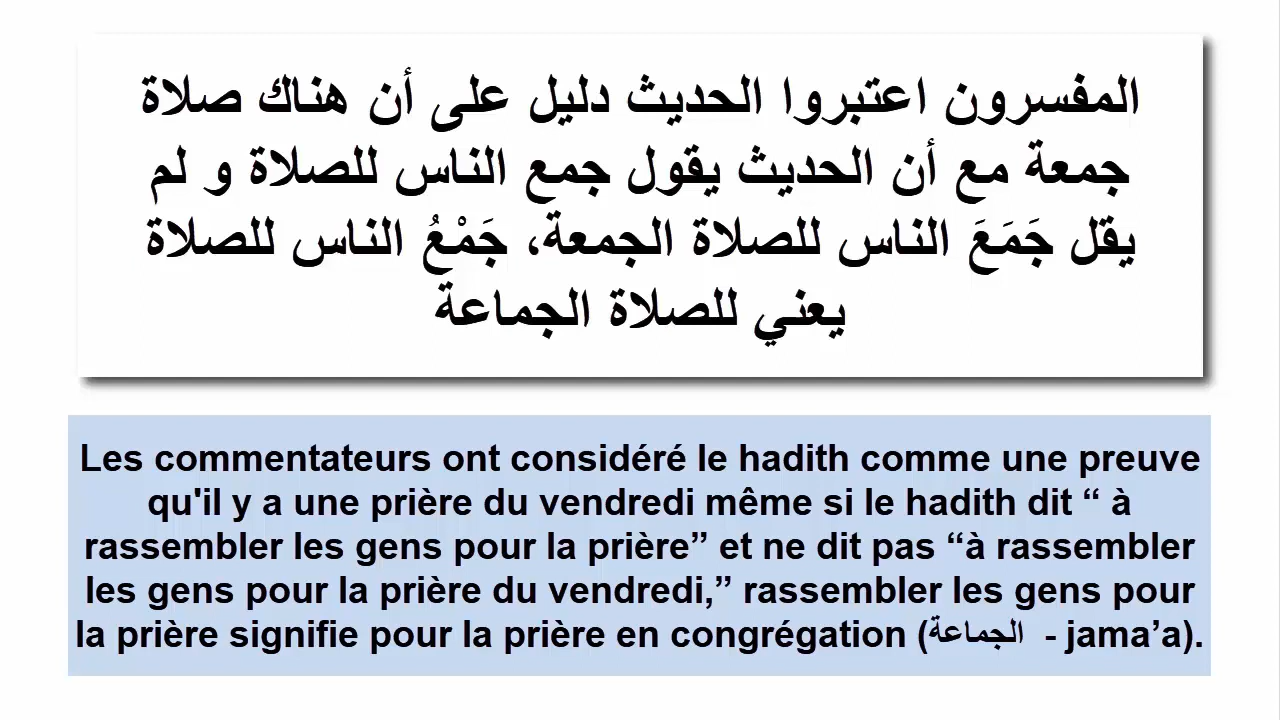 المفسرون اعتبروا الحديث دليل على أن هناك صلاة
جمعة مع أن الحديث يقول جمع الناس للصلاة و لم
يقل جَمَعَ الناس للصلاة الجمعة، جَمْعُ الناس للصلاة
يعني للصلاة الجماعة
Les commentateurs ont considéré le hadith comme une preuve
qu'il y a une prière du vendredi même si le hadith dit “ à
rassembler les gens pour la prière” et ne dit pas “à rassembler
les gens pour la prière du vendredi,” rassembler les gens pour
la prière signifie pour la prière en congrégation (الجماعة - jama’a).